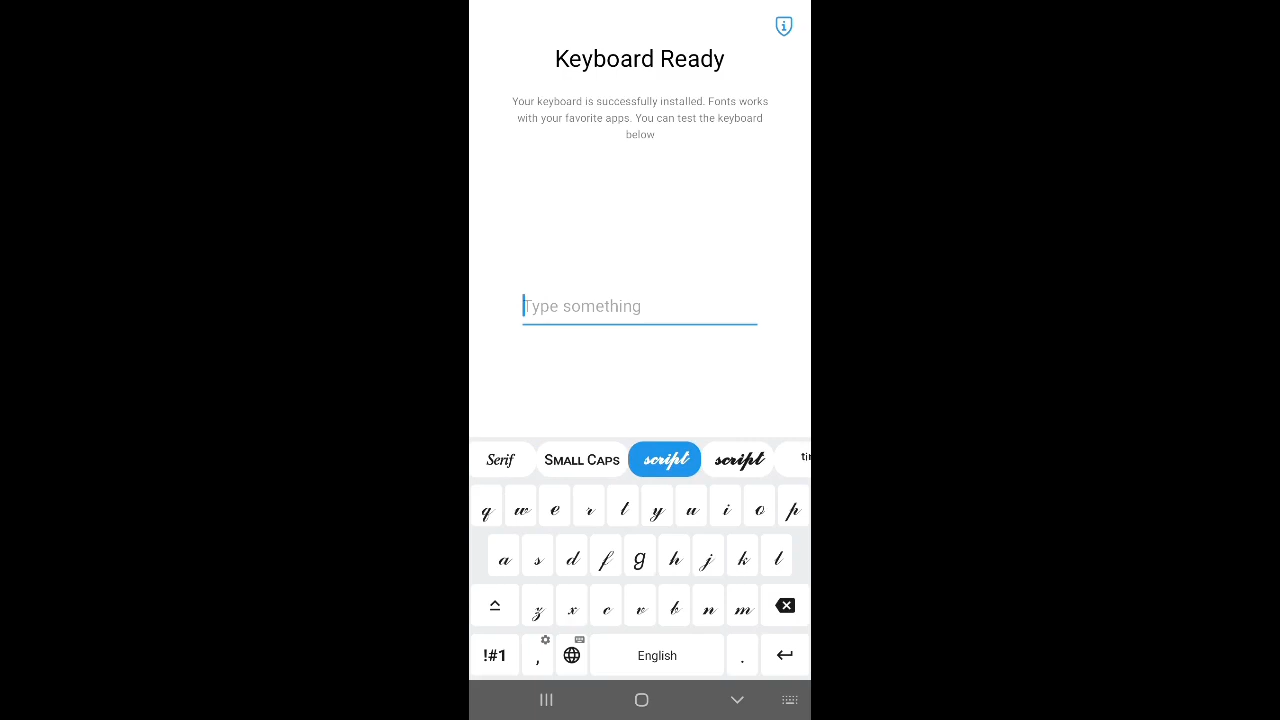 Keyboard Ready
Your keyboard is successfully installed. Fonts works
with your favorite apps. You can test the keyboard
below
Type something
Serif SMALL CAPS script script
q w e r t y u i o p
a s d f g h j k l
z x c v b n m
!#1 , English .